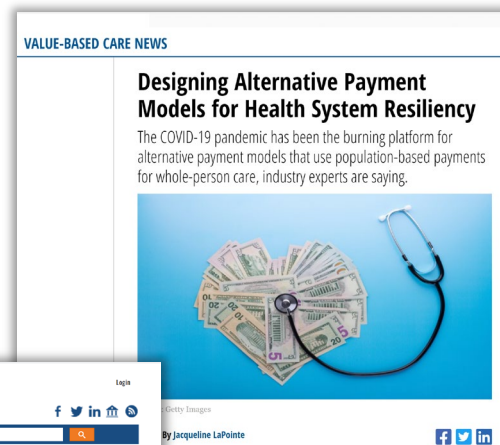 VALUE-BASED CARE NEWS
Designing Alternative Payment
Models for Health System Resiliency
The COVID-19 pandemic has been the burning platform for
alternative payment models that use population-based payments
for whole-person care, industry experts are saying.
Getty Images
By Jacqueline LaPointe
Login